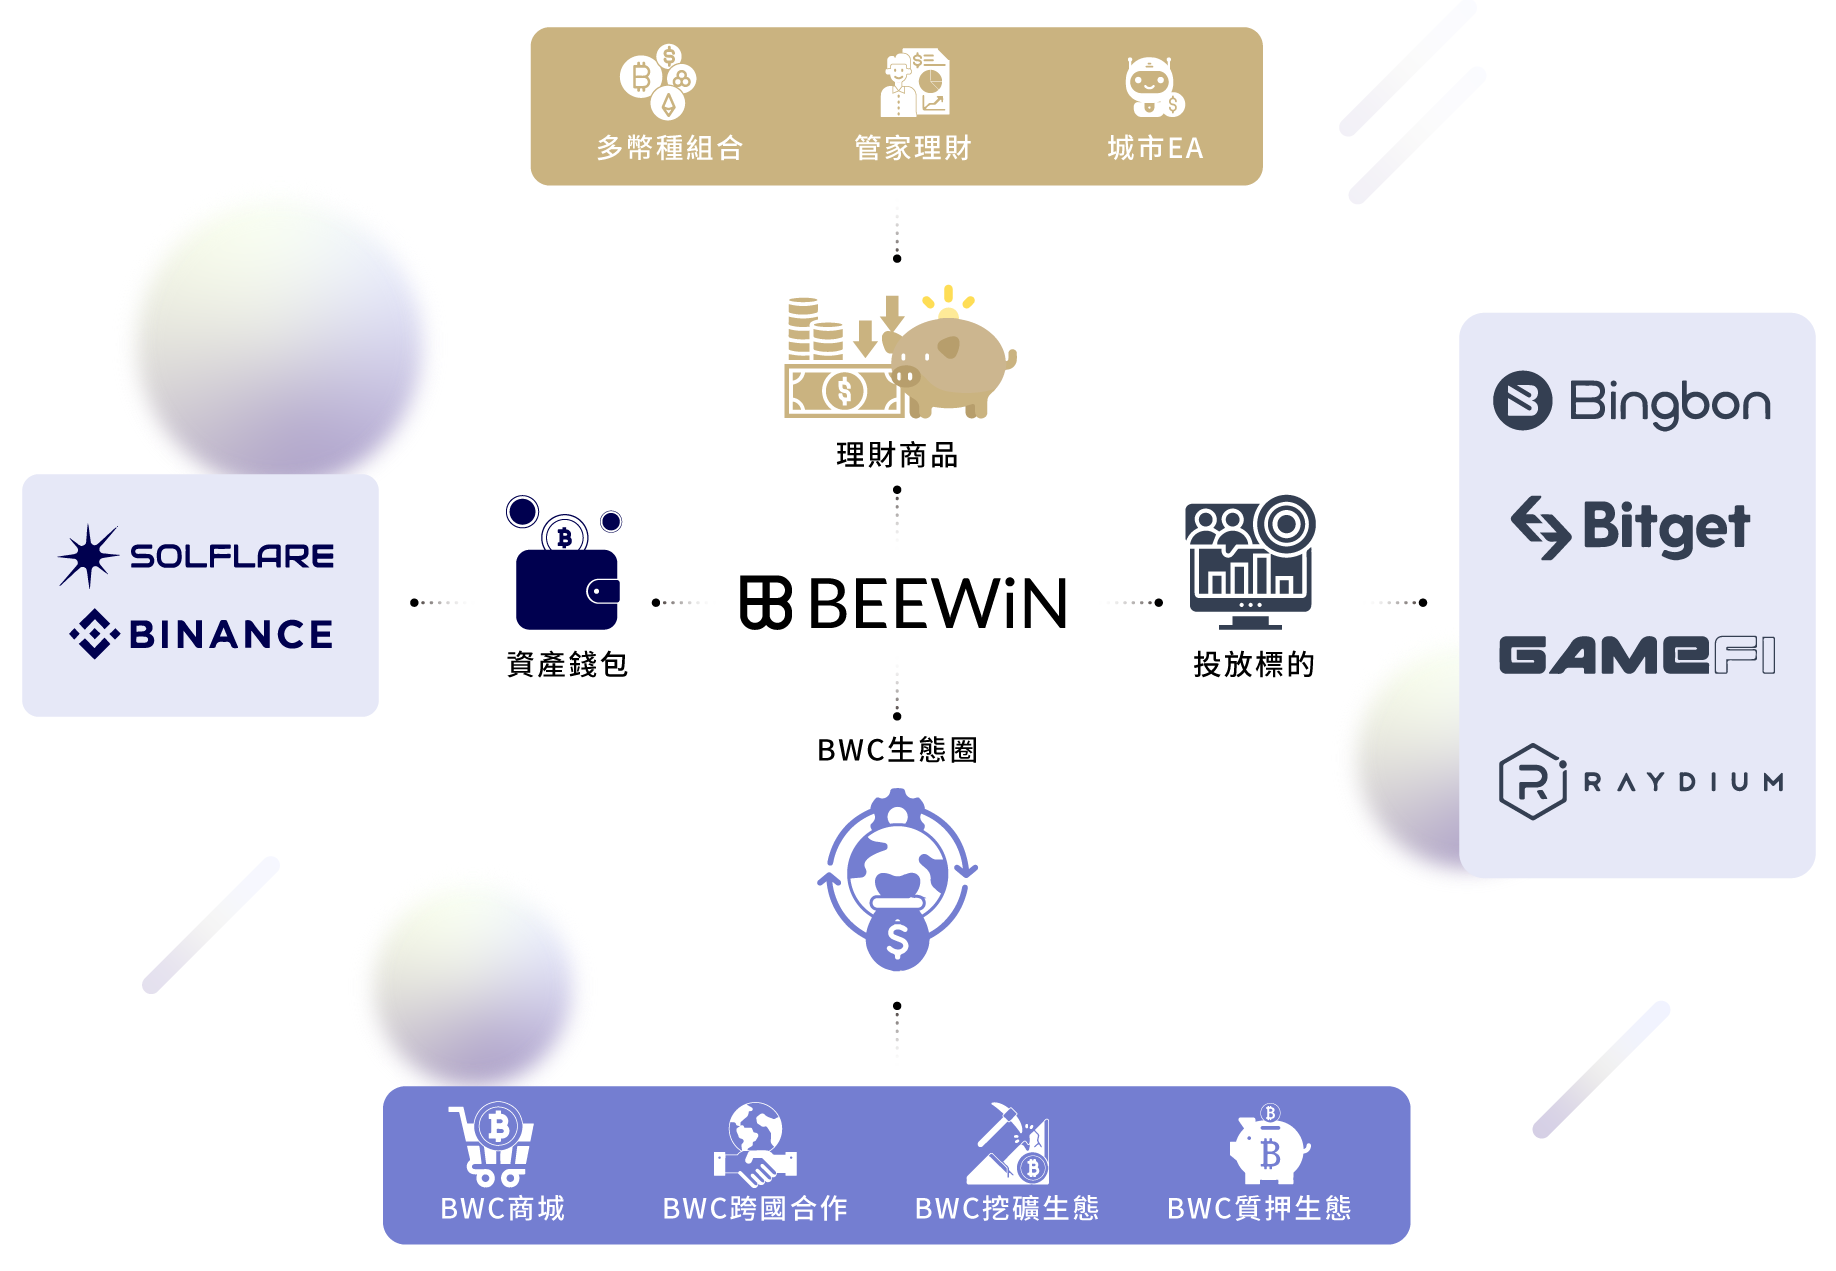 多幣種組合
管家理財
城市EA
理財商品
SOLFLARE
BINANCE
資產錢包
BEEWiN
投放標的
Bingbon
Bitget
GAMEFI
RAYDIUM
BWC生態圈
BWC商城
BWC跨國合作
BWC挖礦生態
BWC質押生態